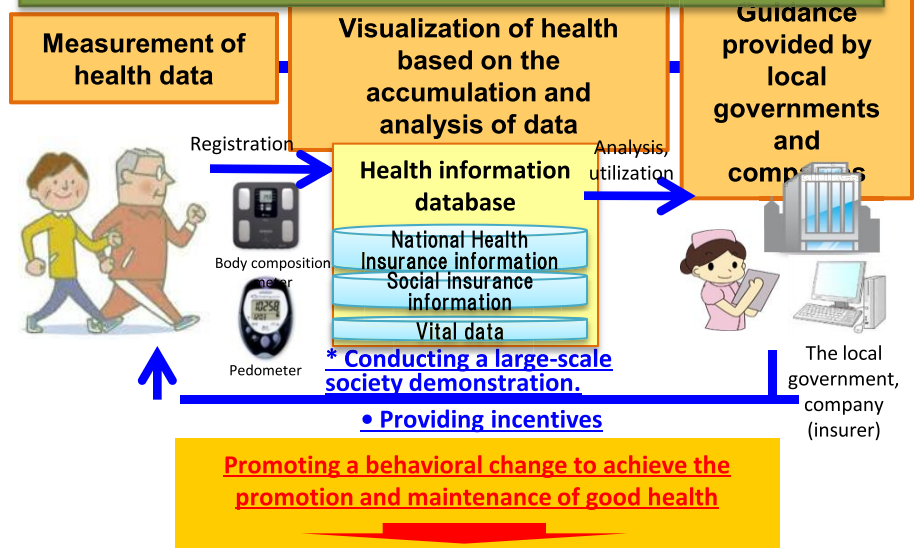 Measurement of
health data
Visualization of health
based on the
accumulation and
analysis of data
Guidance
provided by
local
governments
and
companies
Registration
Body composition
meter
Pedometer
Health information
database
National Health
Insurance information
Social insurance
information
Vital data
Analysis,
utilization
The local
government,
company
(insurer)
* Conducting a large-scale
society demonstration.
• Providing incentives
Promoting a behavioral change to achieve the
promotion and maintenance of good health